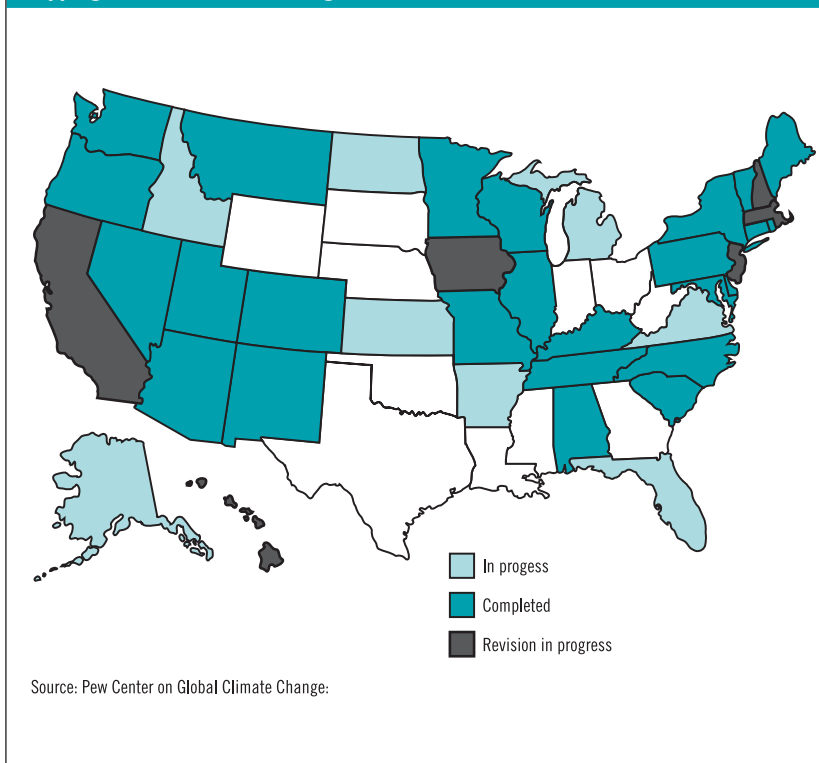 In progess
Completed
Revision in progress
Source: Pew Center on Global Climate Change: